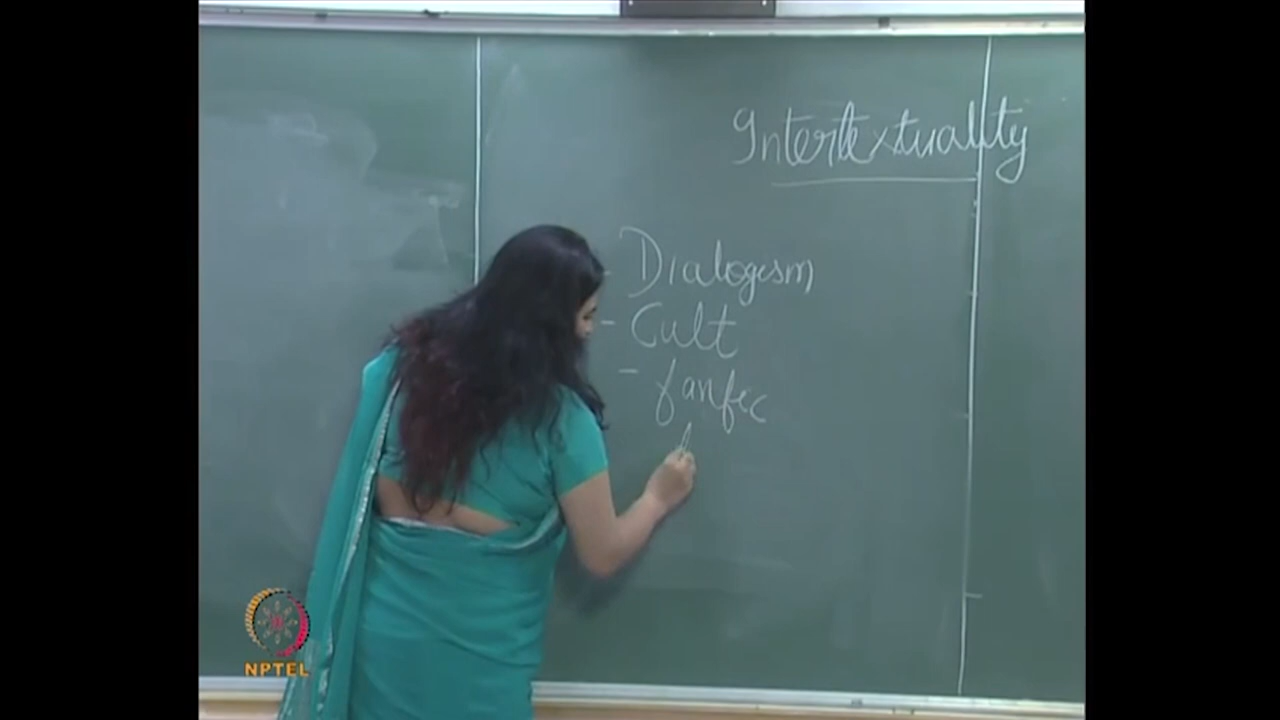 Intertextuality
- Dialogism
- Cult
- fanfic
NPTEL